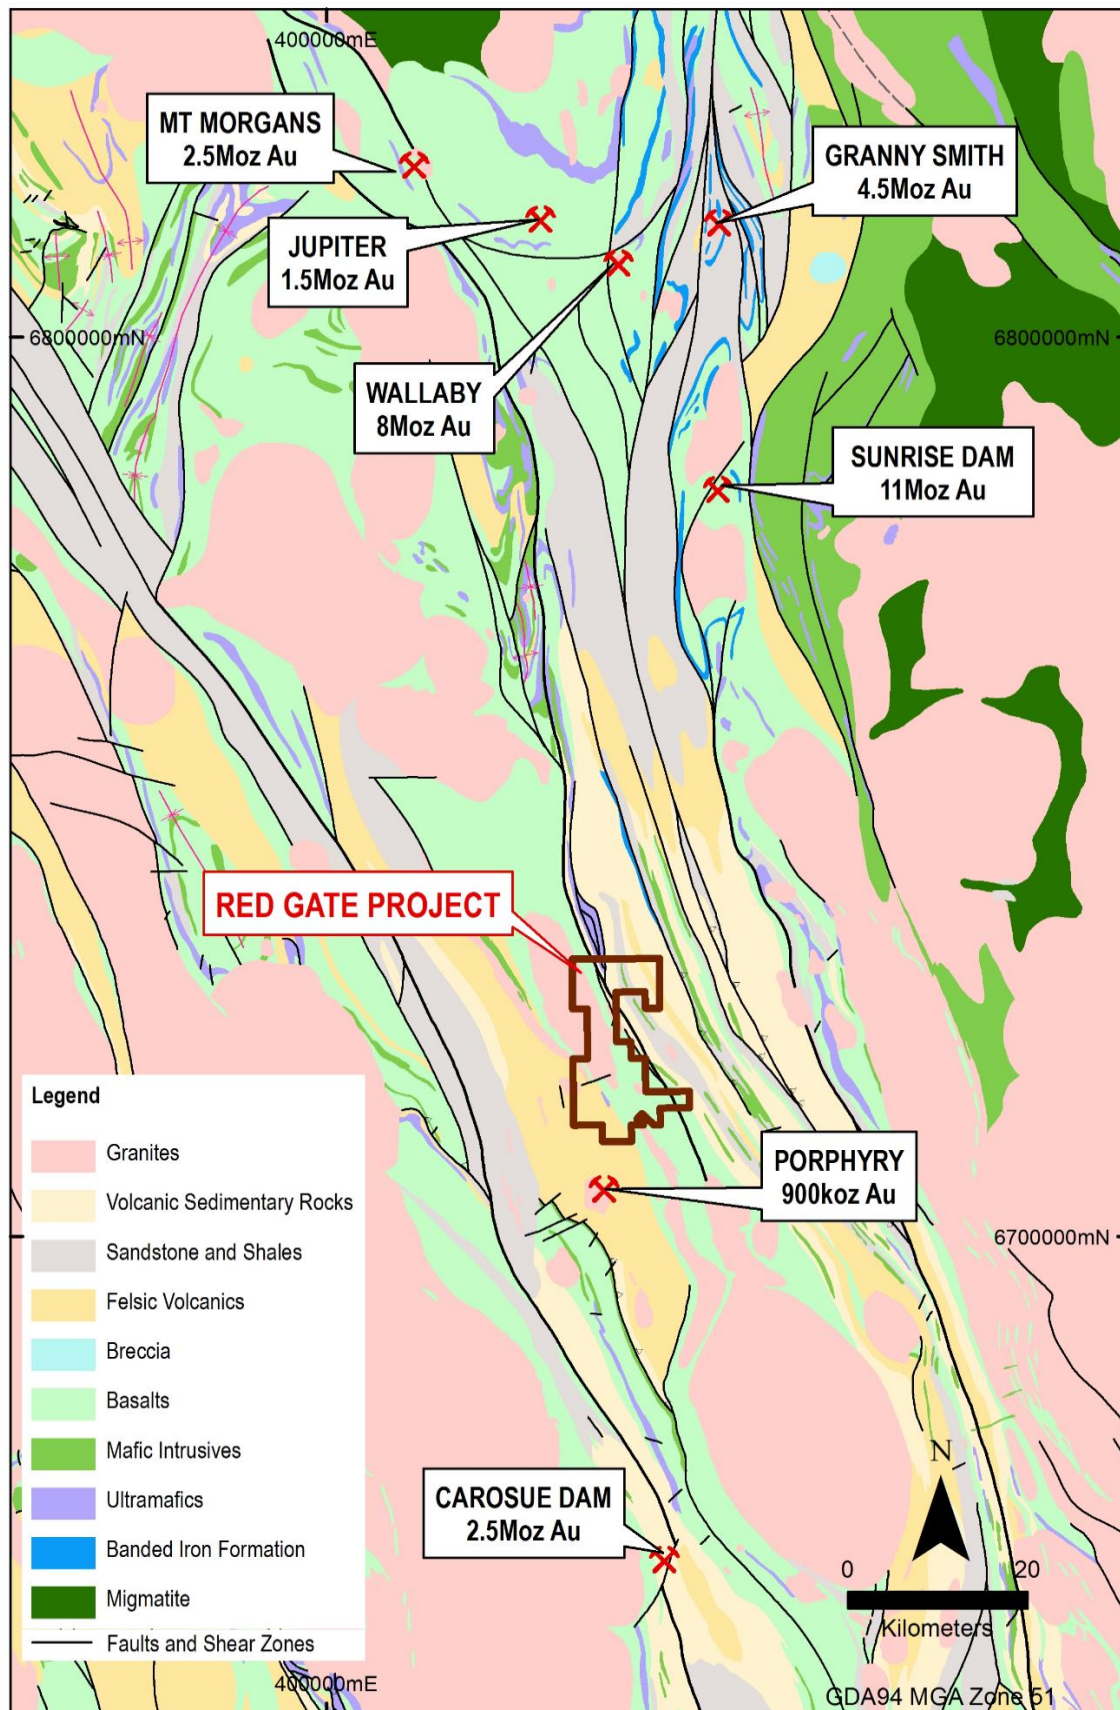 400000mE
MT MORGANS
2.5Moz Au
GRANNY SMITH
4.5Moz Au
JUPITER
1.5Moz Au
6800000mN
6800000mN
WALLABY
8Moz Au
SUNRISE DAM
11Moz Au
RED GATE PROJECT
PORPHYRY
900koz Au
6700000mN
Legend
Granites
Volcanic Sedimentary Rocks
Sandstone and Shales
Felsic Volcanics
Breccia
Basalts
Mafic Intrusives
Ultramafics
Banded Iron Formation
Migmatite
Faults and Shear Zones
CAROSUE DAM
2.5Moz Au
N
0 20
Kilometers
400000mE
GDA94 MGA Zone 51